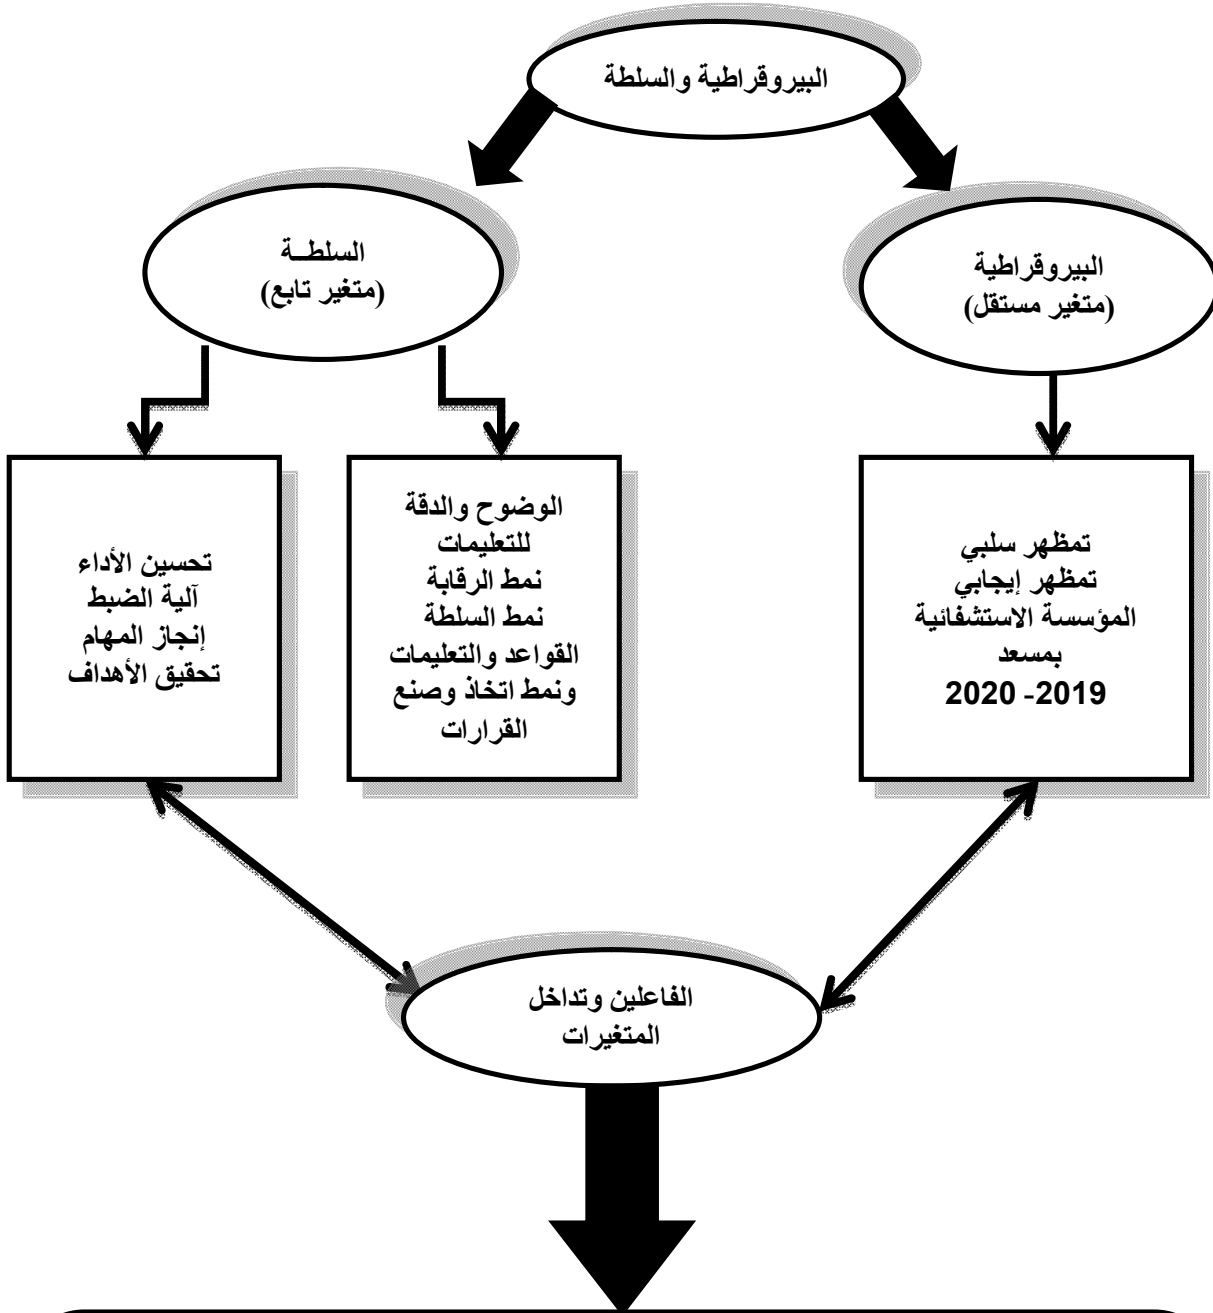 البيروقراطية والسلطة
البيروقراطية
(متغير مستقل)
السلطــة
(متغير تابع)
تمظهر سلبي
تمظهر إيجابي
المؤسسة الاستشفائية
بمسعد
2019- 2020
الوضوح والدقة
للتعليمات
نمط الرقابة
نمط السلطة
القواعد والتعليمات
ونمط اتخاذ وصنع
القرارات
تحسين الأداء
آلية الضبط
إنجاز المهام
تحقيق الأهداف
الفاعلين وتداخل
المتغيرات